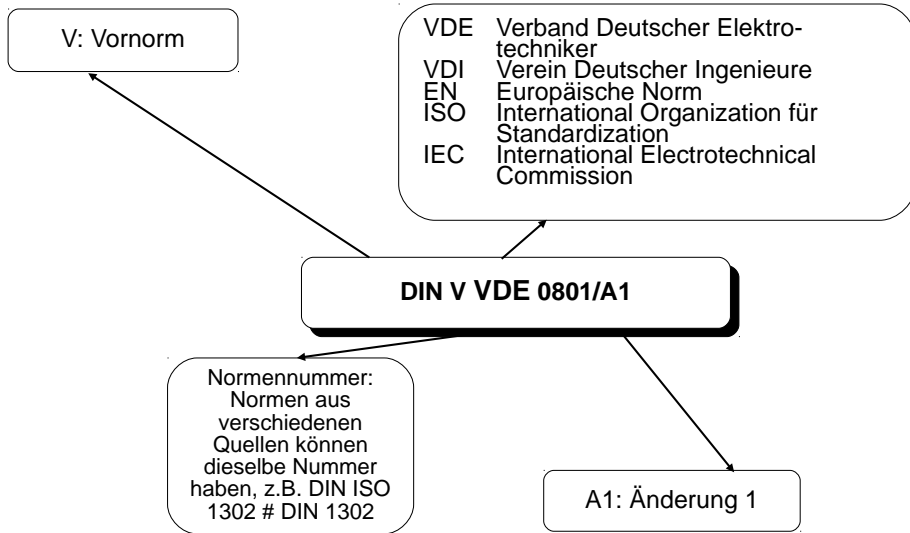 V: Vornorm
VDE Verband Deutscher Elektro-
techniker
VDI Verein Deutscher Ingenieure
EN Europäische Norm
ISO International Organization für
Standardization
IEC International Electrotechnical
Commission
DIN V VDE 0801/A1
Normennummer:
Normen aus
verschiedenen
Quellen können
dieselbe Nummer
haben, z.B. DIN ISO
1302 # DIN 1302
A1: Änderung 1